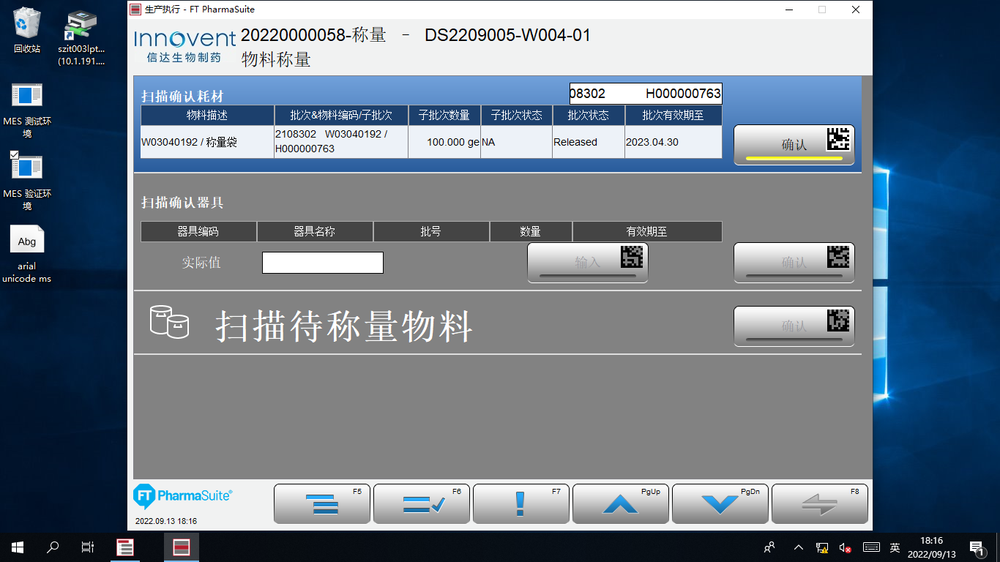 生产执行 - FT PharmaSuite
回收站
szit003lpt...
(10.1.191....
MES 测试环
境
MES 验证环
境
Abg
arial
unicode ms
Innovent
信达生物制药
20220000058-称量 - DS2209005-W004-01
物料称量
扫描确认耗材
08302 H000000763
物料描述 批次&物料编码/子批次 子批次数量 子批次状态 批次状态 批次有效期至
W03040192 / 称量袋 2108302 W03040192 / H000000763 100.000 ge NA Released 2023.04.30
确认
扫描确认器具
器具编码 器具名称 批号 数量 有效期至
实际值 输入 确认
扫描待称量物料 确认
FT PharmaSuite®
2022.09.13 18:16
F5 F6 F7 PgUp PgDn F8
英
18:16
2022/09/13
1